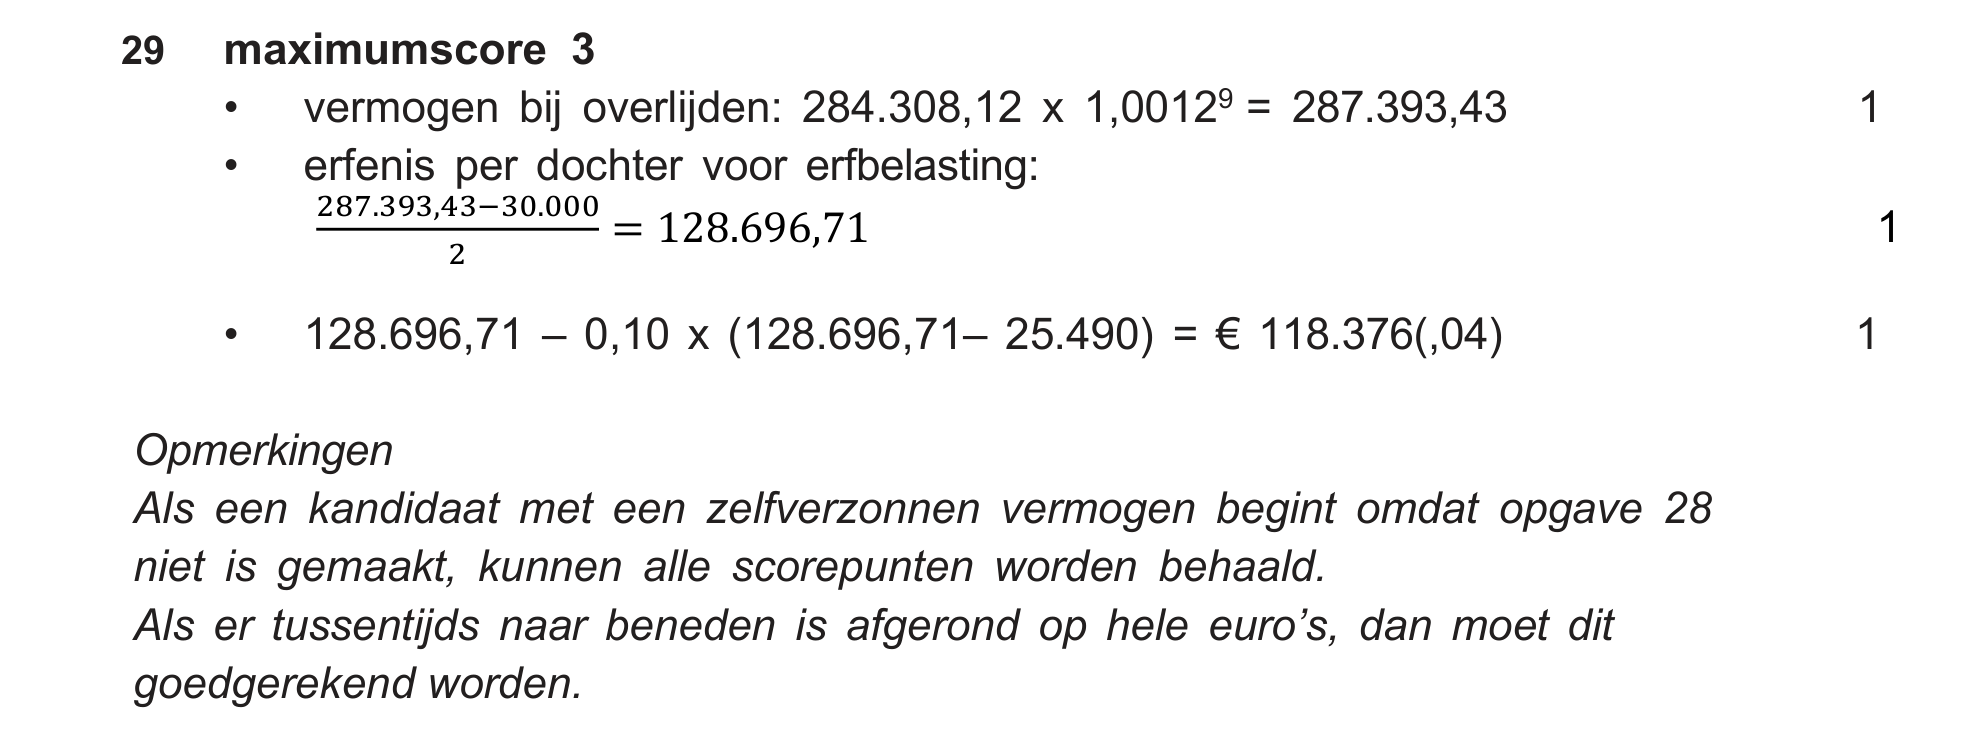 29 maximumscore 3
• vermogen bij overlijden: 284.308,12 x 1,0012⁹ = 287.393,43 1
• erfenis per dochter voor erfbelasting:
287.393,43−30.000
2
= 128.696,71 1
• 128.696,71 – 0,10 x (128.696,71– 25.490) = € 118.376(,04) 1
Opmerkingen
Als een kandidaat met een zelfverzonnen vermogen begint omdat opgave 28
niet is gemaakt, kunnen alle scorepunten worden behaald.
Als er tussentijds naar beneden is afgerond op hele euro’s, dan moet dit
goedgerekend worden.